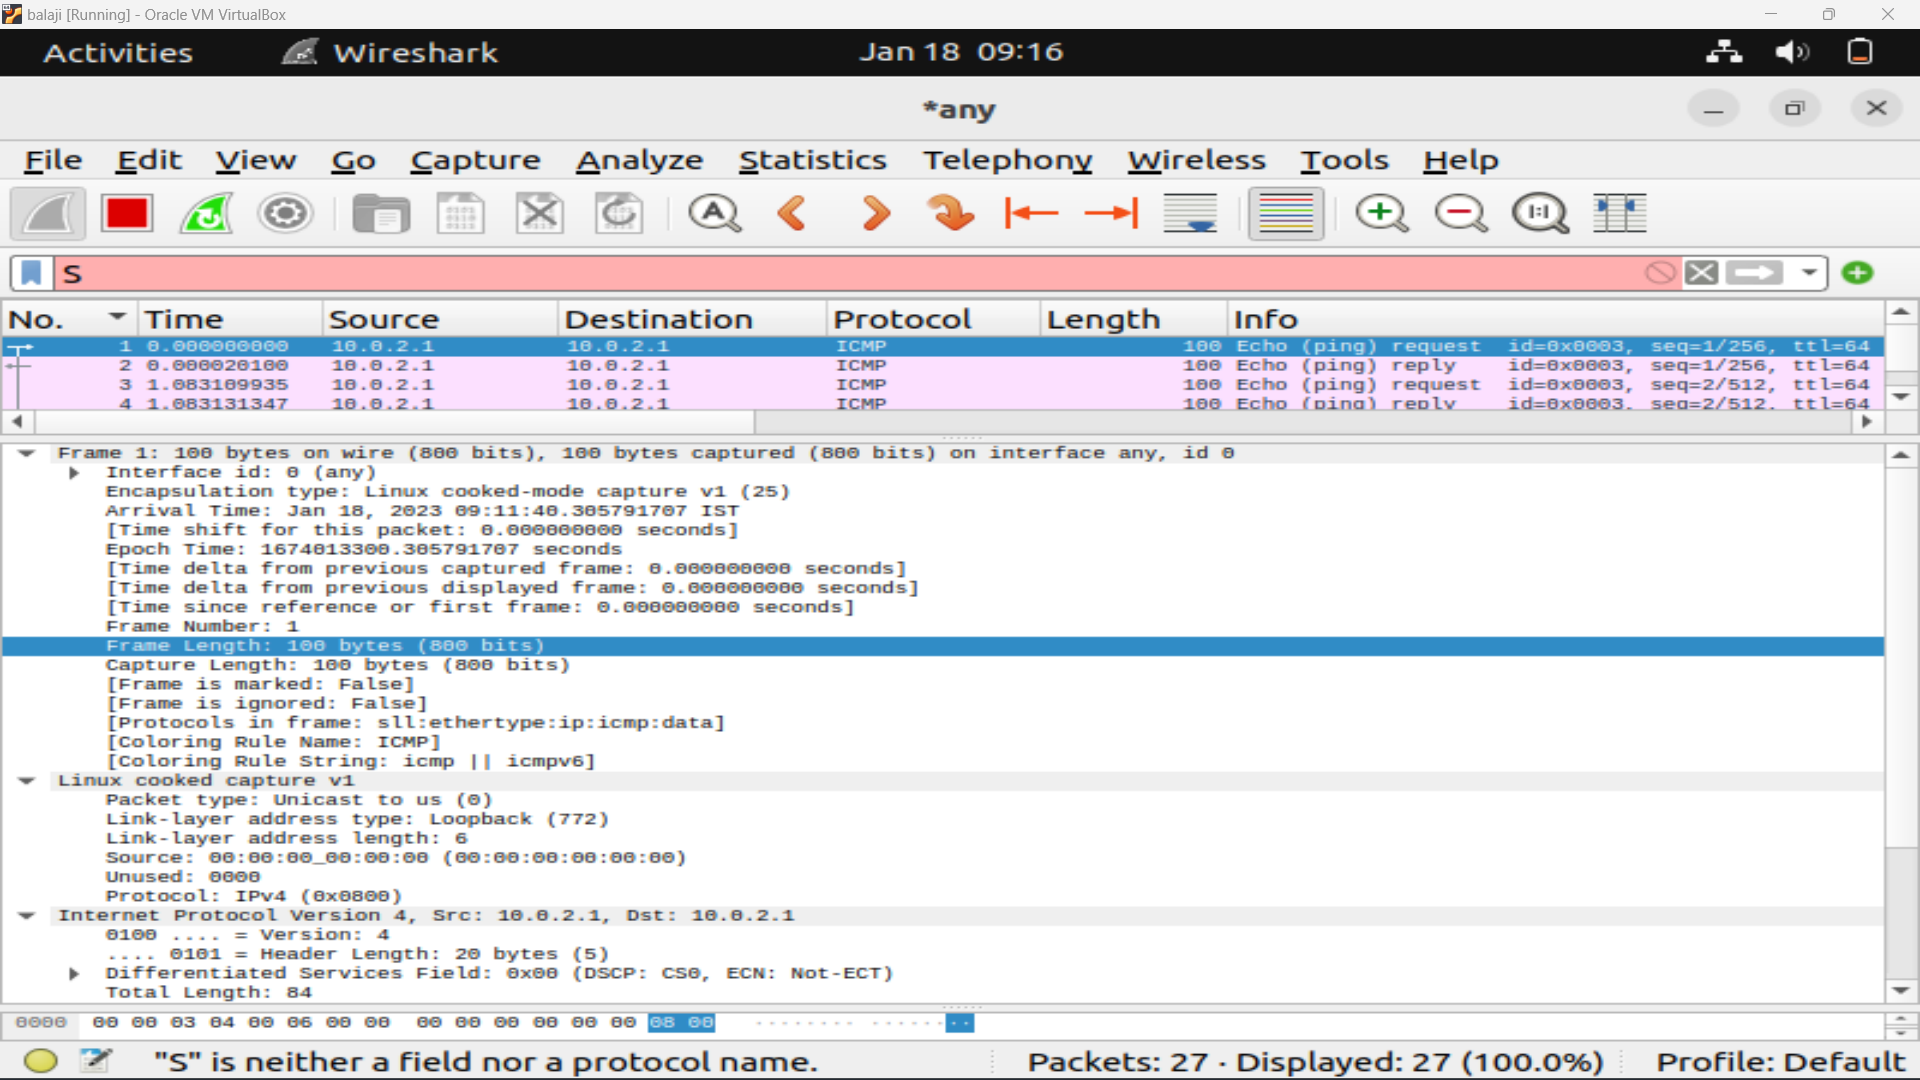 balaji [Running] - Oracle VM VirtualBox
Activities Wireshark Jan 18 09:16
*any
File Edit View Go Capture Analyze Statistics Telephony Wireless Tools Help
S
No. Time Source Destination Protocol Length Info
1 0.000000000 10.0.2.1 10.0.2.1 ICMP 100 Echo (ping) request id=0x0003, seq=1/256, ttl=64
2 0.000020100 10.0.2.1 10.0.2.1 ICMP 100 Echo (ping) reply id=0x0003, seq=1/256, ttl=64
3 1.083109935 10.0.2.1 10.0.2.1 ICMP 100 Echo (ping) request id=0x0003, seq=2/512, ttl=64
4 1.083131347 10.0.2.1 10.0.2.1 ICMP 100 Echo (ping) reply id=0x0003, seq=2/512, ttl=64
Frame 1: 100 bytes on wire (800 bits), 100 bytes captured (800 bits) on interface any, id 0
Interface id: 0 (any)
Encapsulation type: Linux cooked-mode capture v1 (25)
Arrival Time: Jan 18, 2023 09:11:40.305791707 IST
[Time shift for this packet: 0.000000000 seconds]
Epoch Time: 1674013300.305791707 seconds
[Time delta from previous captured frame: 0.000000000 seconds]
[Time delta from previous displayed frame: 0.000000000 seconds]
[Time since reference or first frame: 0.000000000 seconds]
Frame Number: 1
Frame Length: 100 bytes (800 bits)
Capture Length: 100 bytes (800 bits)
[Frame is marked: False]
[Frame is ignored: False]
[Protocols in frame: sll:ethertype:ip:icmp:data]
[Coloring Rule Name: ICMP]
[Coloring Rule String: icmp || icmpv6]
Linux cooked capture v1
Packet type: Unicast to us (0)
Link-layer address type: Loopback (772)
Link-layer address length: 6
Source: 00:00:00_00:00:00 (00:00:00:00:00:00)
Unused: 0000
Protocol: IPv4 (0x0800)
Internet Protocol Version 4, Src: 10.0.2.1, Dst: 10.0.2.1
0100 .... = Version: 4
.... 0101 = Header Length: 20 bytes (5)
Differentiated Services Field: 0x00 (DSCP: CS0, ECN: Not-ECT)
Total Length: 84
0000 00 00 03 04 00 06 00 00 00 00 00 00 00 00 08 00 ········ ········
"S" is neither a field nor a protocol name. Packets: 27 · Displayed: 27 (100.0%) Profile: Default